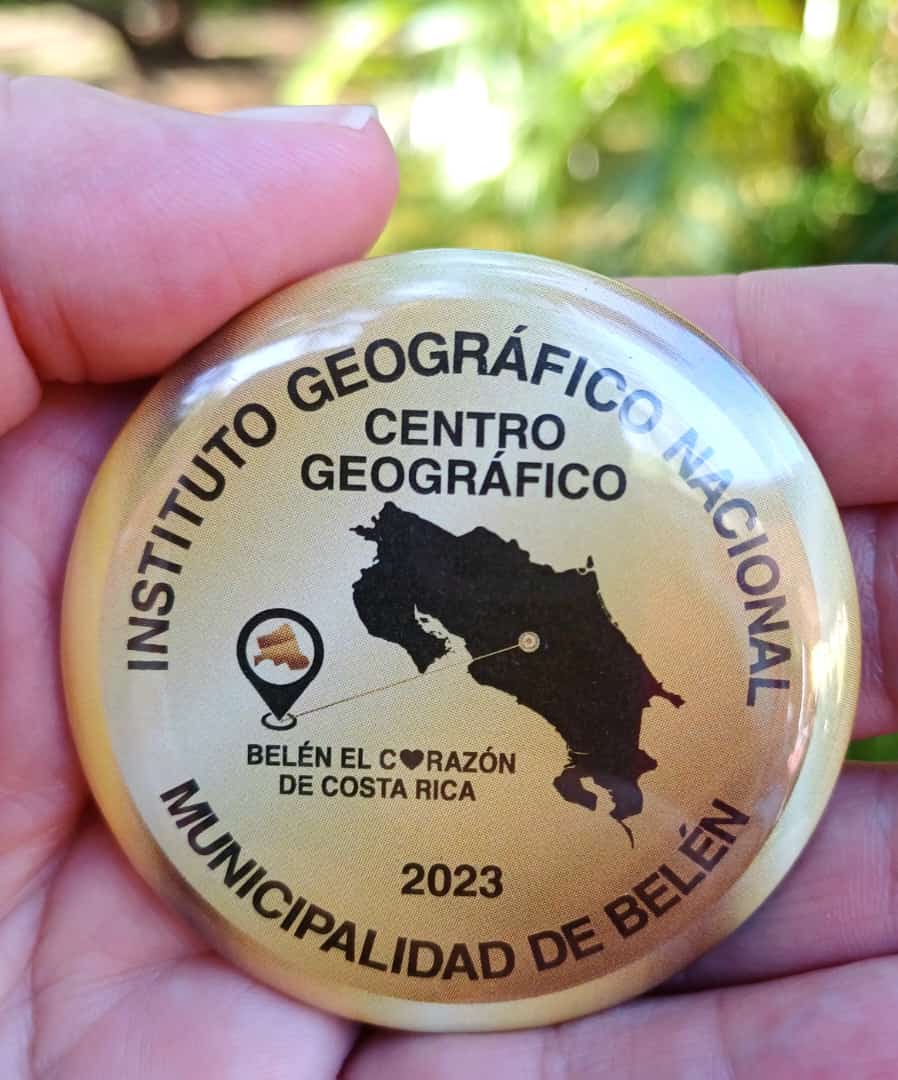 INSTITUTO GEOGRÁFICO NACIONAL
CENTRO
GEOGRÁFICO
BELÉN EL C♥RAZÓN
DE COSTA RICA
2023
MUNICIPALIDAD DE BELÉN